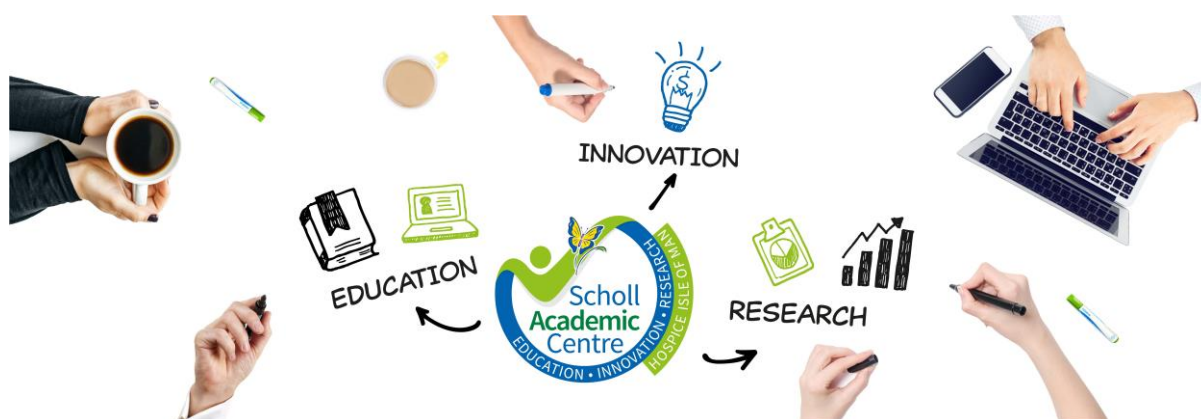 INNOVATION
EDUCATION
RESEARCH
Scholl
Academic
Centre
EDUCATION • INNOVATION • RESEARCH
HOSPICE ISLE OF MAN